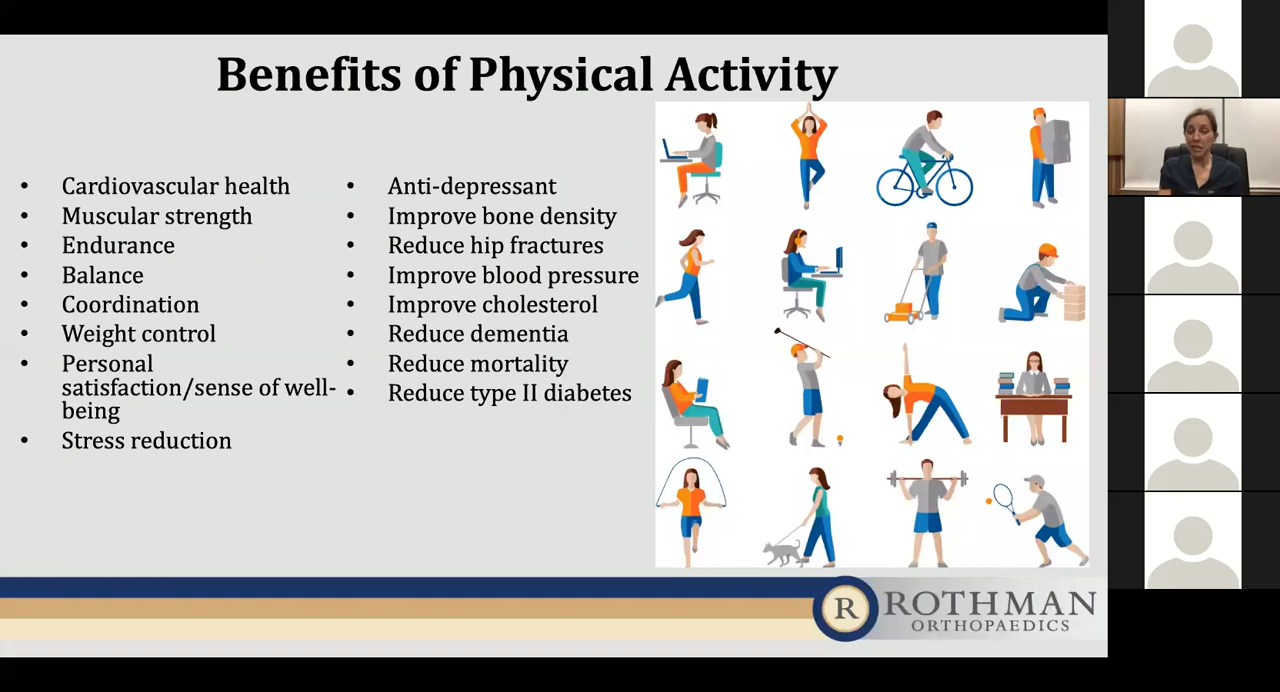 Benefits of Physical Activity
• Cardiovascular health
• Muscular strength
• Endurance
• Balance
• Coordination
• Weight control
• Personal
satisfaction/sense of well-
being
• Stress reduction
• Anti-depressant
• Improve bone density
• Reduce hip fractures
• Improve blood pressure
• Improve cholesterol
• Reduce dementia
• Reduce mortality
• Reduce type II diabetes
R
ROTHMAN
ORTHOPAEDICS